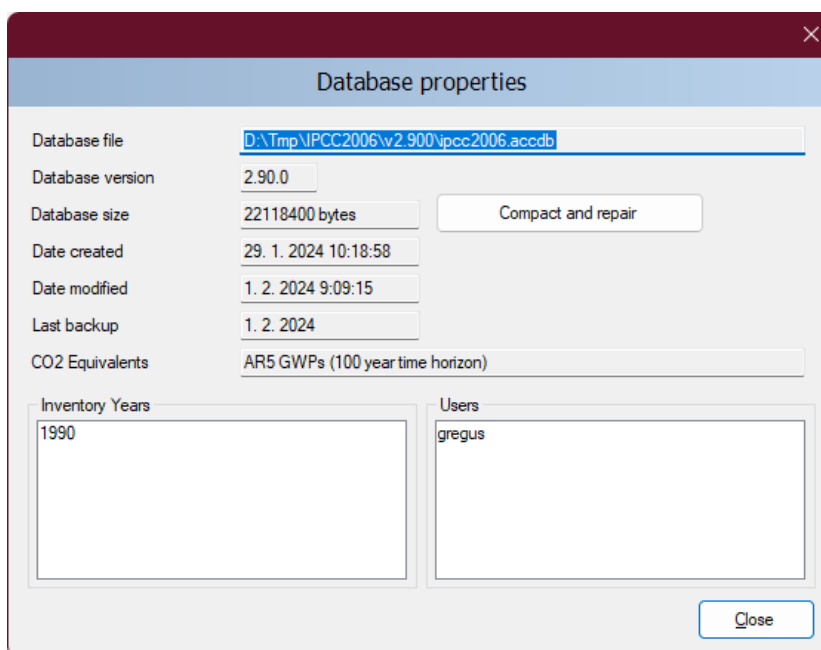 Database properties
Database file D:\Tmp\IPCC2006\v2.900\ipcc2006.accdb
Database version 2.90.0
Database size 22118400 bytes Compact and repair
Date created 29. 1. 2024 10:18:58
Date modified 1. 2. 2024 9:09:15
Last backup 1. 2. 2024
CO2 Equivalents AR5 GWPs (100 year time horizon)
Inventory Years Users
1990 gregus
Close